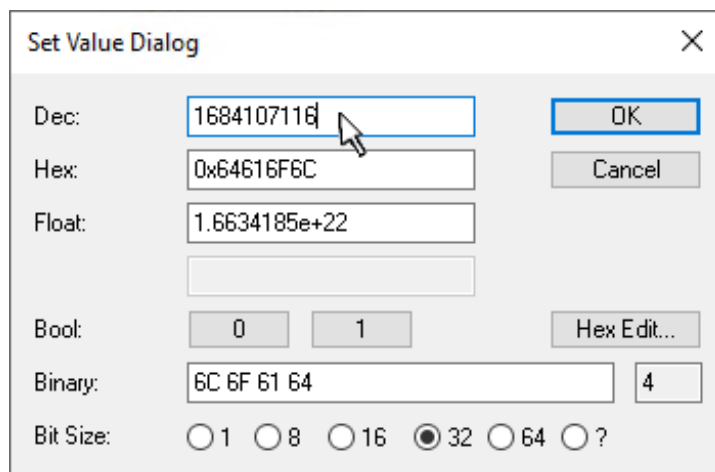 Set Value Dialog
Dec: 1684107116 OK
Hex: 0x64616F6C Cancel
Float: 1.6634185e+22
Bool: 0 1 Hex Edit...
Binary: 6C 6F 61 64 4
Bit Size: 1 8 16 32 64 ?